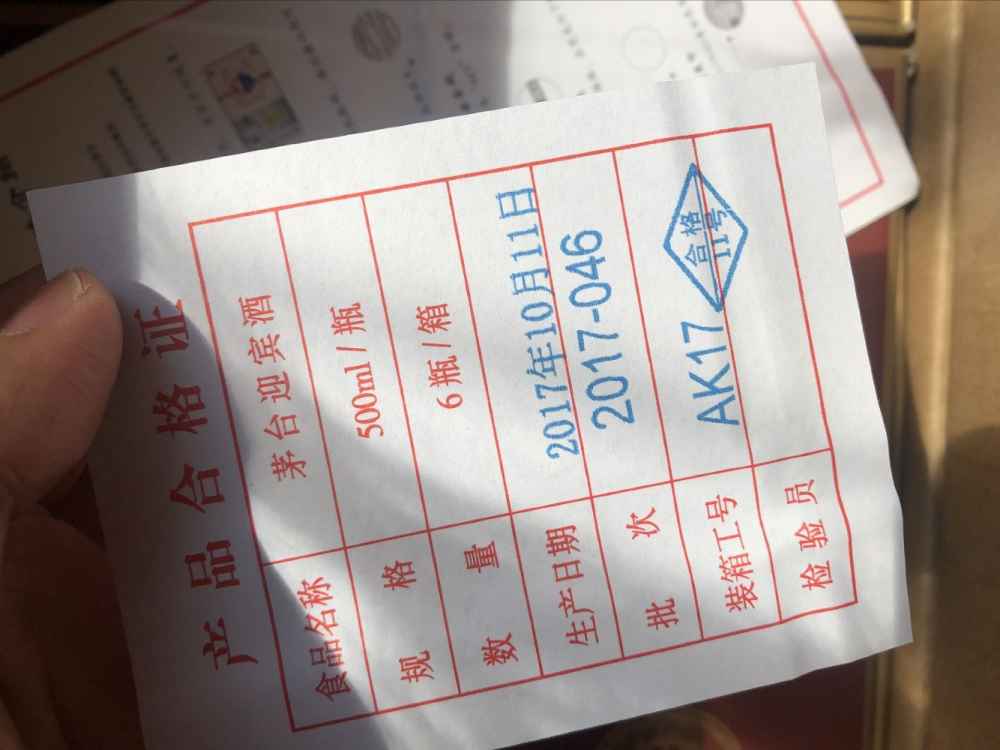 产品合格证
食品名称 茅台迎宾酒
规格 500ml/瓶
数量 6瓶/箱
生产日期 2017年10月11日
批次 2017-046
装箱工号 AK17
检验员 合格
11号